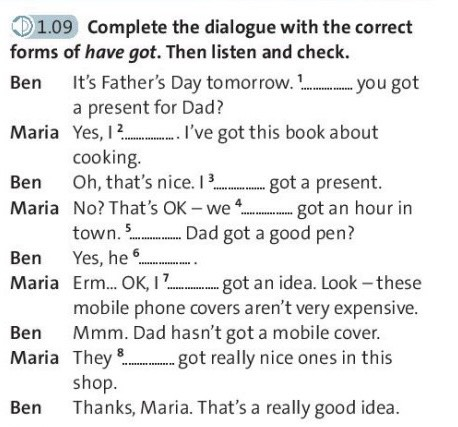 1.09 Complete the dialogue with the correct
forms of have got. Then listen and check.
Ben It's Father's Day tomorrow. ¹............... you got
a present for Dad?
Maria Yes, I ²............... . I've got this book about
cooking.
Ben Oh, that's nice. I ³............... got a present.
Maria No? That's OK – we ⁴............... got an hour in
town. ⁵............... Dad got a good pen?
Ben Yes, he ⁶............... .
Maria Erm... OK, I ⁷............... got an idea. Look – these
mobile phone covers aren't very expensive.
Ben Mmm. Dad hasn't got a mobile cover.
Maria They ⁸............... got really nice ones in this
shop.
Ben Thanks, Maria. That's a really good idea.